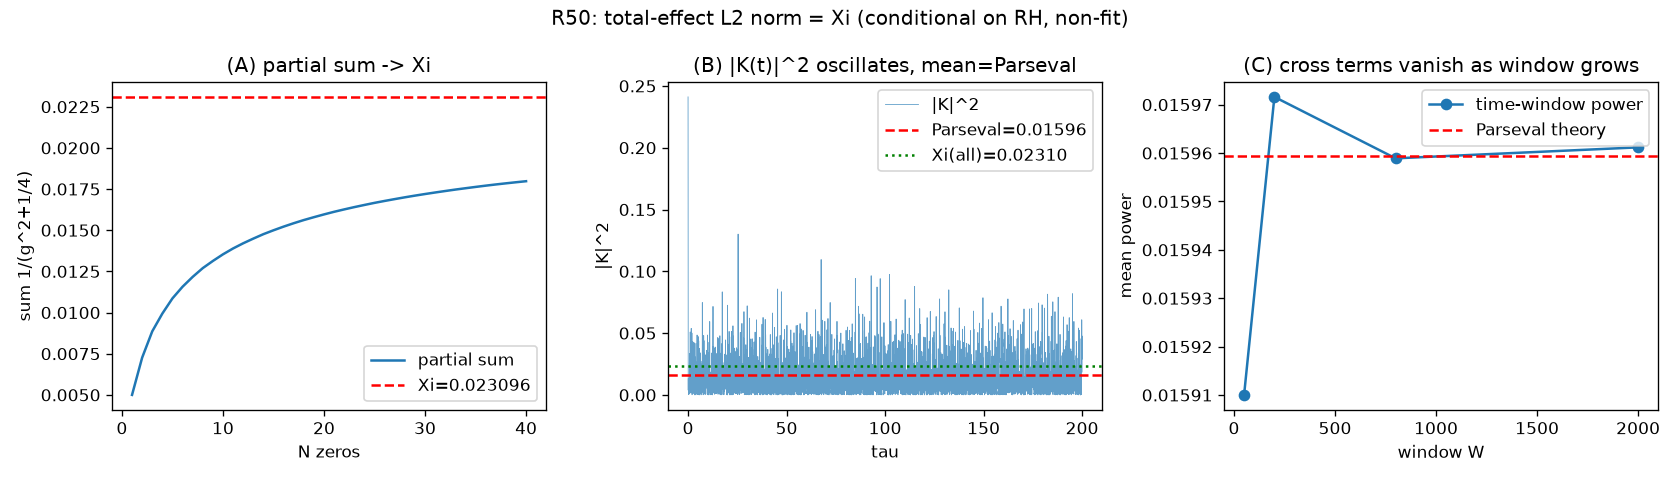 R50: total-effect L2 norm = Xi (conditional on RH, non-fit)
(A) partial sum -> Xi
sum 1/(g^2+1/4)
0.0225
0.0200
0.0175
0.0150
0.0125
0.0100
0.0075
0.0050
partial sum
Xi=0.023096
0
10
20
30
40
N zeros
(B) |K(t)|^2 oscillates, mean=Parseval
|K|^2
0.25
0.20
0.15
0.10
0.05
0.00
|K|^2
Parseval=0.01596
Xi(all)=0.02310
0
50
100
150
200
tau
(C) cross terms vanish as window grows
mean power
0.01597
0.01596
0.01595
0.01594
0.01593
0.01592
0.01591
time-window power
Parseval theory
0
500
1000
1500
2000
window W